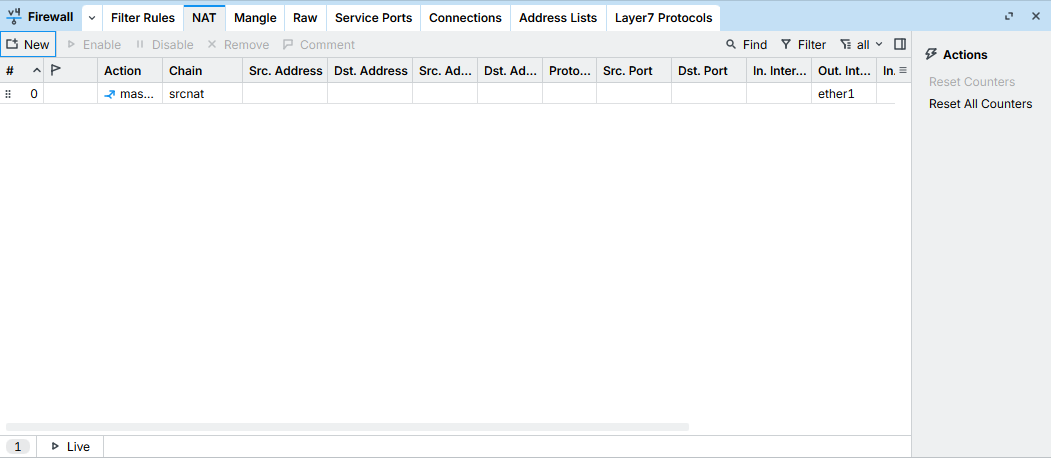 v4 Firewall Filter Rules NAT Mangle Raw Service Ports Connections Address Lists Layer7 Protocols
New Enable Disable Remove Comment Find Filter all
# Action Chain Src. Address Dst. Address Src. Ad... Dst. Ad... Proto... Src. Port Dst. Port In. Inter... Out. Int... In.
0 mas... srcnat ether1
Actions
Reset Counters
Reset All Counters
1 Live